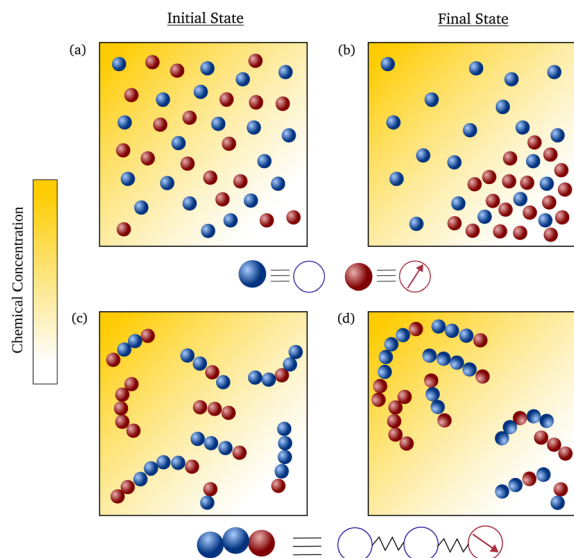 Initial State
Final State
(a)
(b)
Chemical Concentration
(c)
(d)